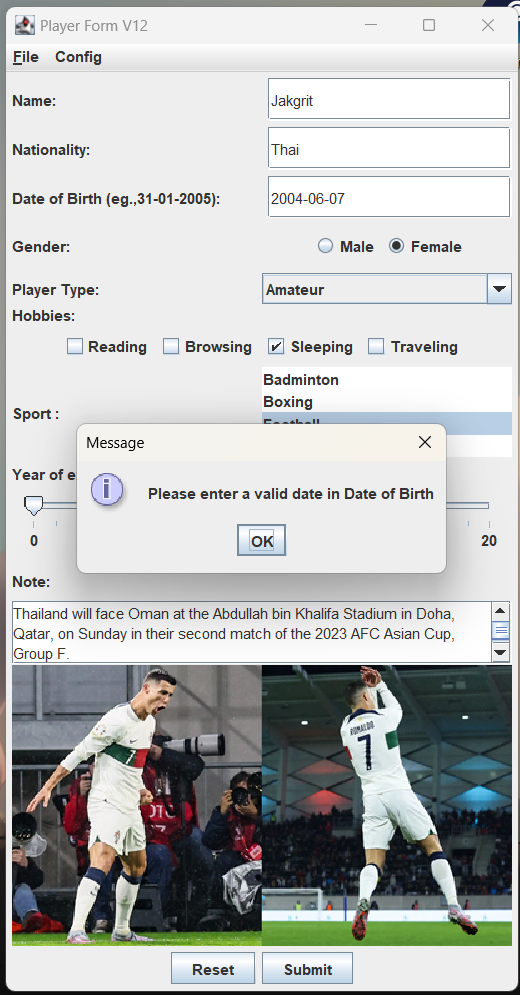 Player Form V12
File Config
Name: Jakgrit
Nationality: Thai
Date of Birth (eg.,31-01-2005): 2004-06-07
Gender: Male Female
Player Type: Amateur
Hobbies:
Reading Browsing Sleeping Traveling
Badminton
Boxing
Sport : Football
Message
Year of e
Please enter a valid date in Date of Birth
OK
0 20
Note:
Thailand will face Oman at the Abdullah bin Khalifa Stadium in Doha,
Qatar, on Sunday in their second match of the 2023 AFC Asian Cup,
Group F.
7
RONALDO
7
Reset Submit